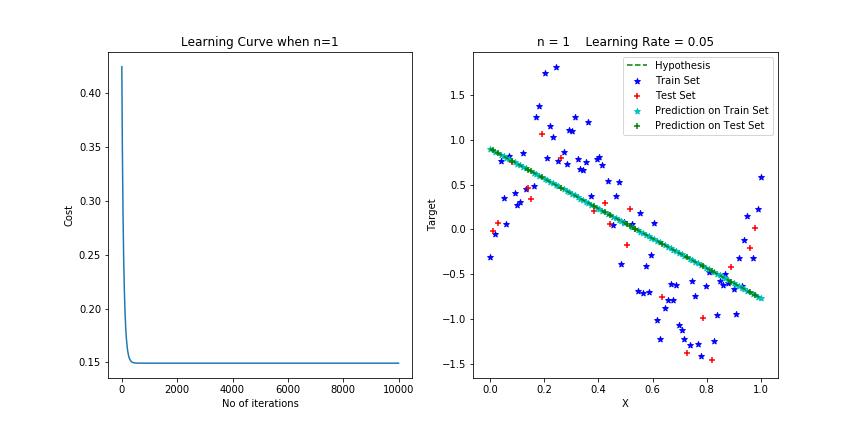 Learning Curve when n=1
0.40
0.35
0.30
0.25
0.20
0.15
Cost
0
2000
4000
6000
8000
10000
No of iterations
n = 1    Learning Rate = 0.05
Hypothesis
Train Set
Test Set
Prediction on Train Set
Prediction on Test Set
1.5
1.0
0.5
0.0
−0.5
−1.0
−1.5
Target
0.0
0.2
0.4
0.6
0.8
1.0
X